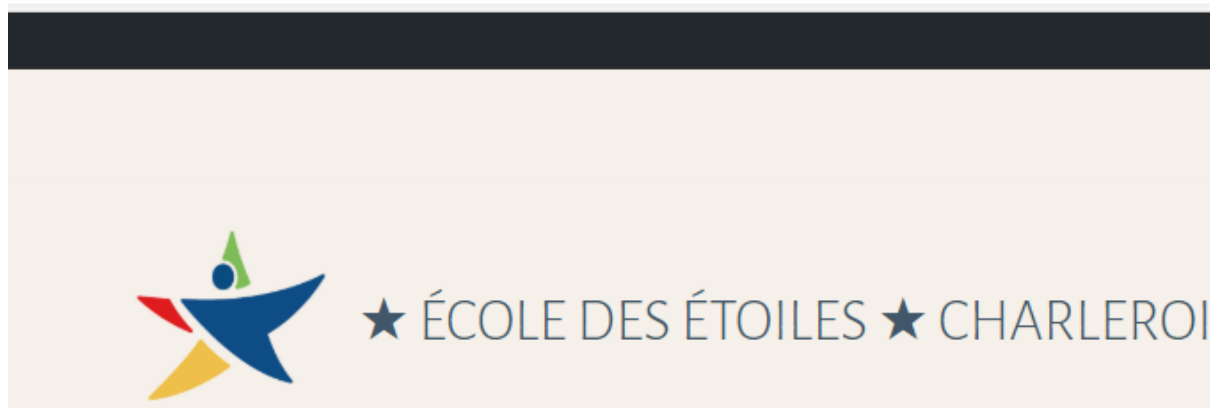 ★ ÉCOLE DES ÉTOILES ★ CHARLEROI